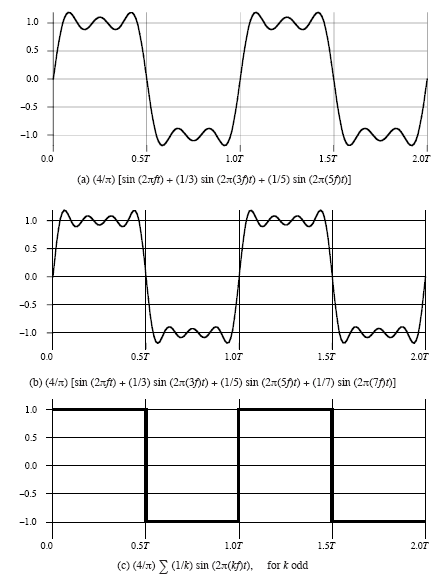 1.0
0.5
0.0
−0.5
−1.0
0.0 0.5T 1.0T 1.5T 2.0T
(a) (4/π) [sin (2πft) + (1/3) sin (2π(3f)t) + (1/5) sin (2π(5f)t)]
1.0
0.5
0.0
−0.5
−1.0
0.0 0.5T 1.0T 1.5T 2.0T
(b) (4/π) [sin (2πft) + (1/3) sin (2π(3f)t) + (1/5) sin (2π(5f)t) + (1/7) sin (2π(7f)t)]
1.0
0.5
0.0
−0.5
−1.0
0.0 0.5T 1.0T 1.5T 2.0T
(c) (4/π) ∑ (1/k) sin (2π(kf)t), for k odd